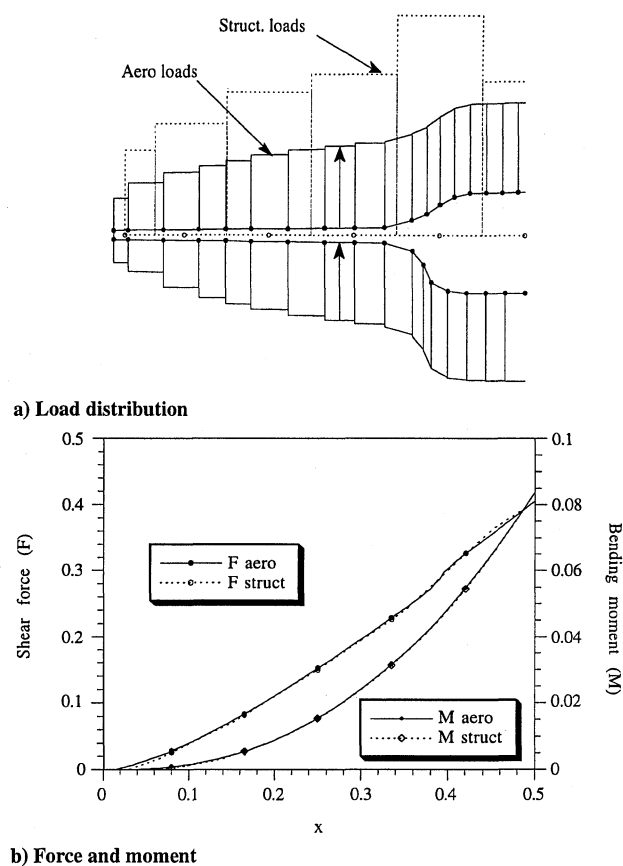 Struct. loads
Aero loads
a) Load distribution
0.5
0.4
0.3
0.2
0.1
0
Shear force (F)
0.1
0.08
0.06
0.04
0.02
0
Bending moment (M)
F aero
F struct
M aero
M struct
0
0.1
0.2
0.3
0.4
0.5
x
b) Force and moment